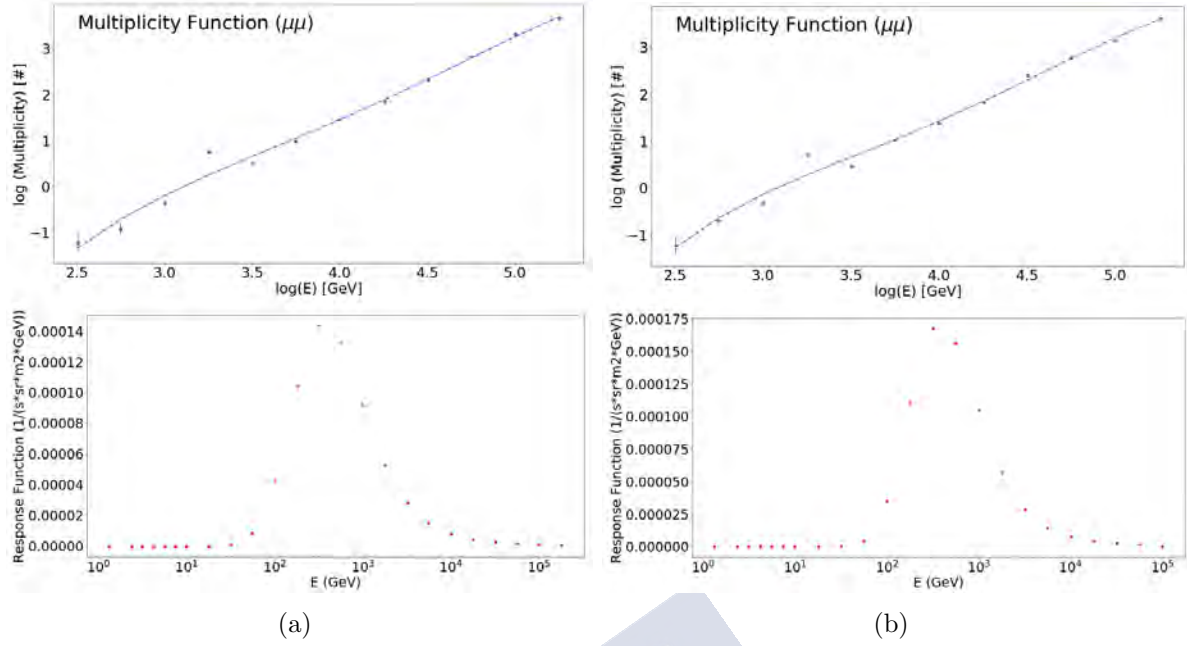 Multiplicity Function (μμ)
log (Multiplicity) [#]
3
2
1
0
−1
2.5 3.0 3.5 4.0 4.5 5.0
log(E) [GeV]
Response Function (1/(s*sr*m2*GeV))
0.00014
0.00012
0.00010
0.00008
0.00006
0.00004
0.00002
0.00000
10⁰ 10¹ 10² 10³ 10⁴ 10⁵
E (GeV)
(a)
Multiplicity Function (μμ)
log (Multiplicity) [#]
3
2
1
0
−1
2.5 3.0 3.5 4.0 4.5 5.0
log(E) [GeV]
Response Function (1/(s*sr*m2*GeV))
0.000175
0.000150
0.000125
0.000100
0.000075
0.000050
0.000025
0.000000
10⁰ 10¹ 10² 10³ 10⁴ 10⁵
E (GeV)
(b)